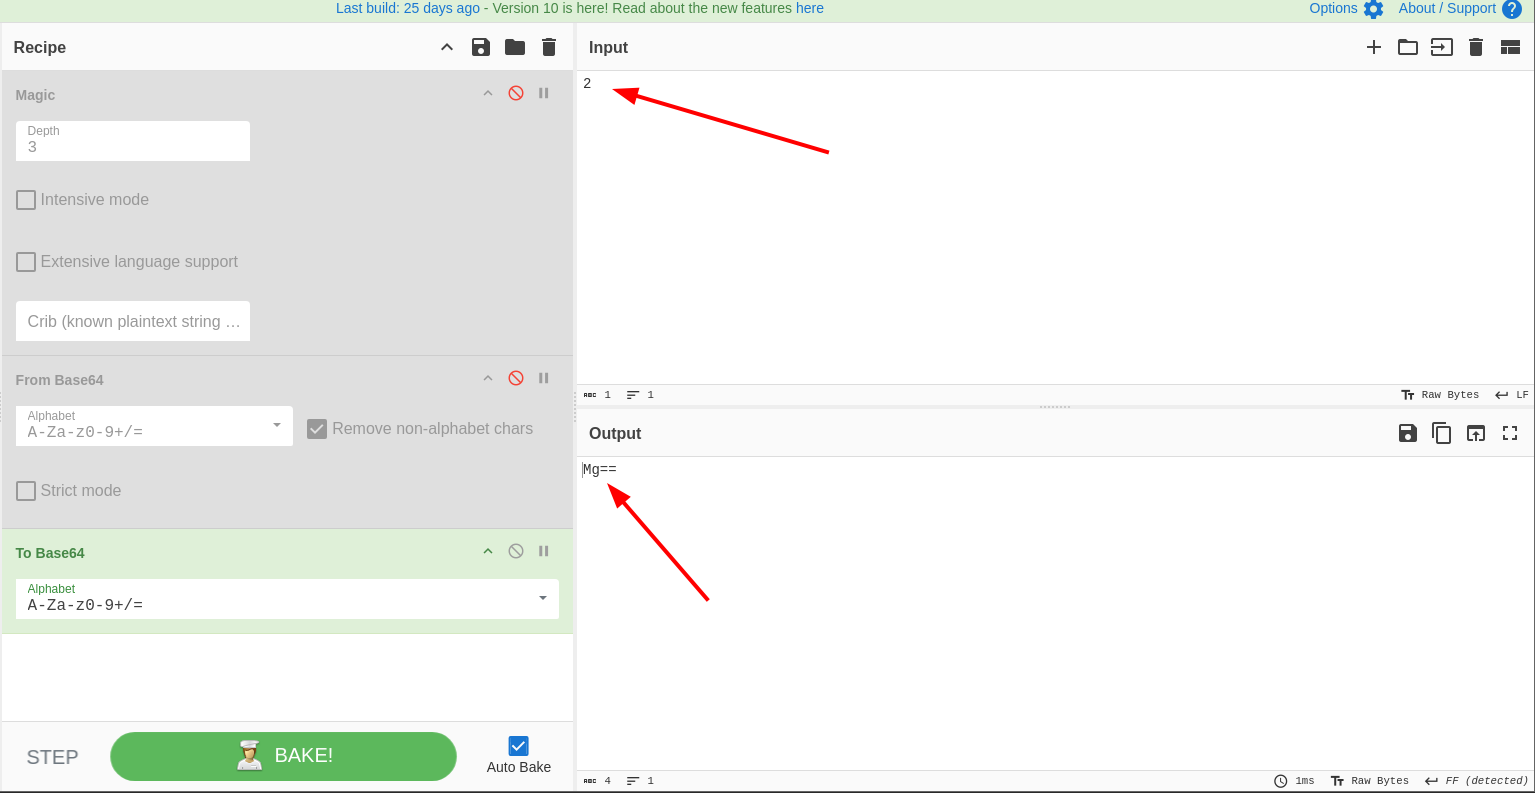 Last build: 25 days ago - Version 10 is here! Read about the new features here
Options
About / Support
Recipe
Magic
Depth
3
Intensive mode
Extensive language support
Crib (known plaintext string …
From Base64
Alphabet
A-Za-z0-9+/=
Remove non-alphabet chars
Strict mode
To Base64
Alphabet
A-Za-z0-9+/=
STEP
BAKE!
Auto Bake
Input
2
ABC 1 1
Raw Bytes LF
Output
Mg==
ABC 4 1
1ms Raw Bytes FF (detected)